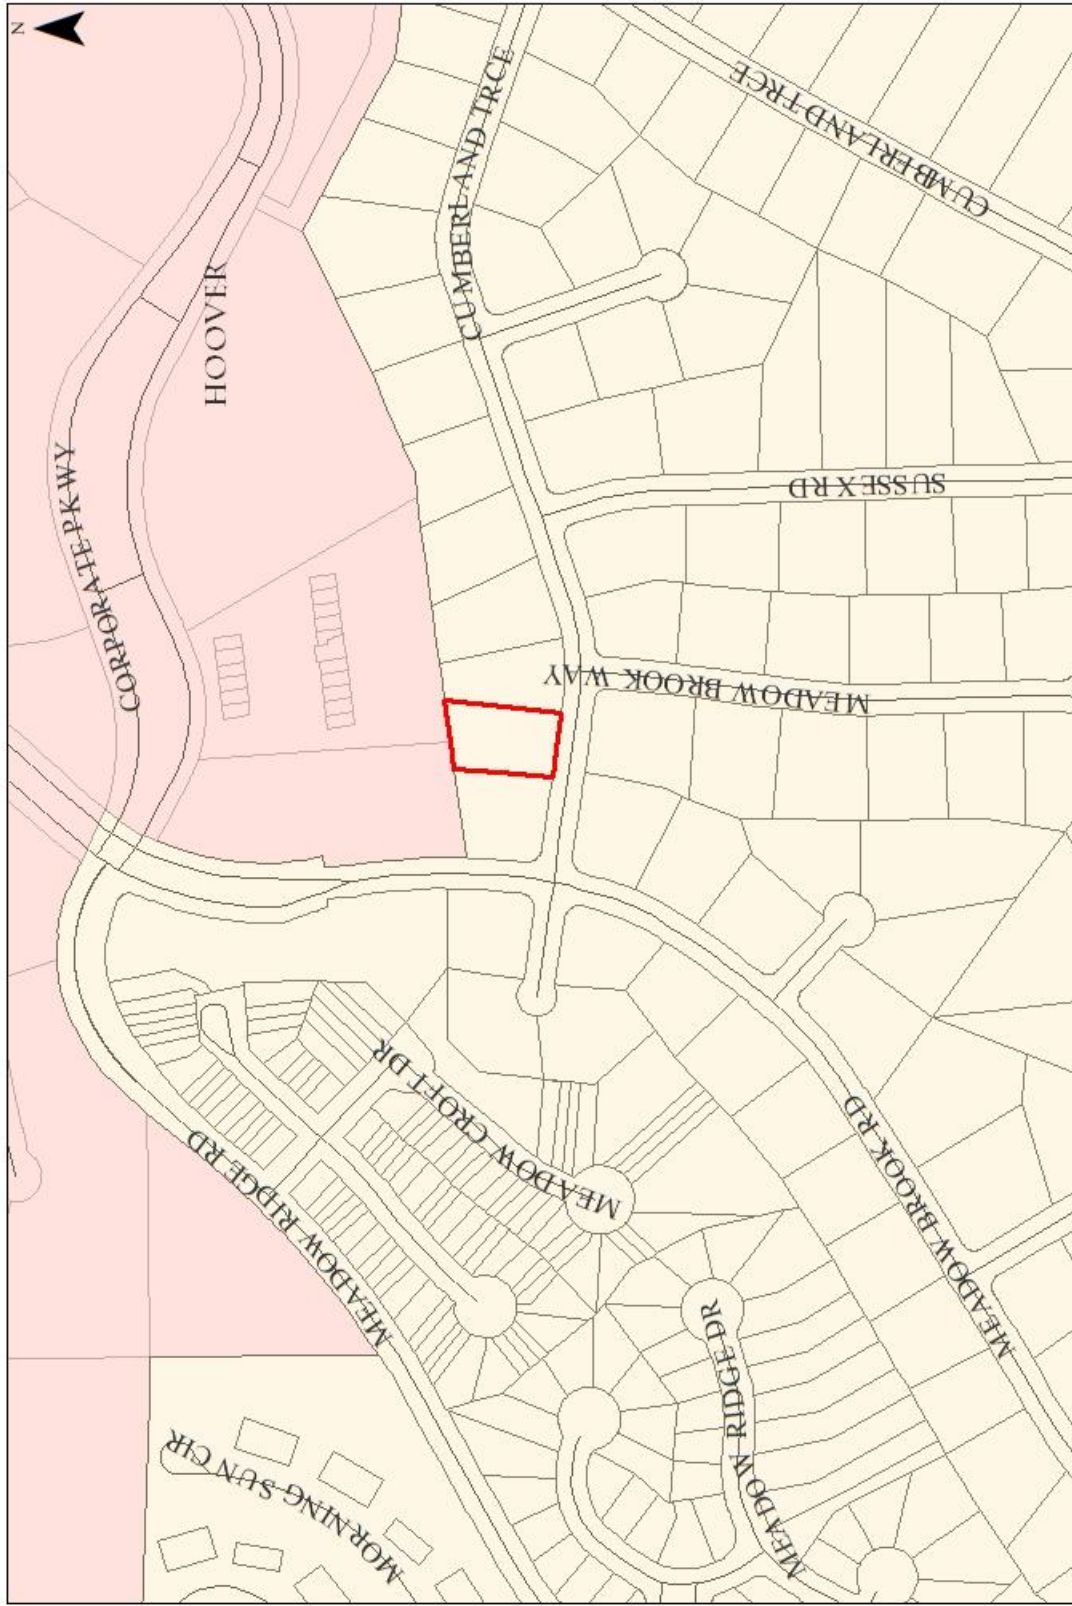 N
CUMBERLAND TRCE
CUMBERLAND TRCE
HOOVER
CORPORATE PKWY
SUSSEX RD
MEADOW BROOK WAY
MEADOW CROFT DR
MEADOW RIDGE RD
MEADOW BROOK RD
MEADOW RIDGE DR
MORNING SUN CIR